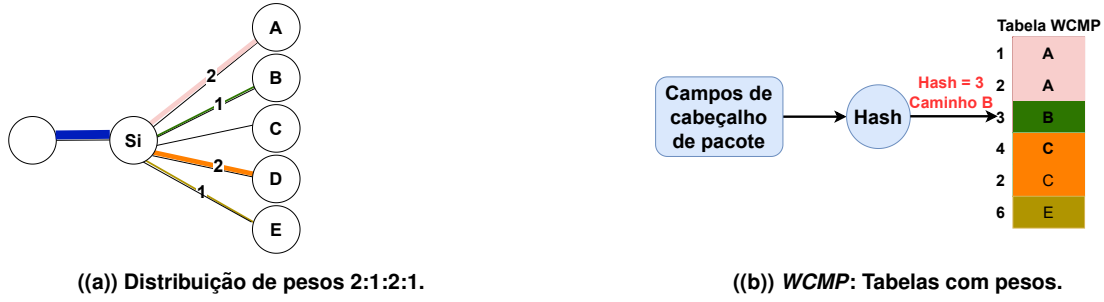 A
2
B
1
Si
C
2
D
1
E
((a)) Distribuição de pesos 2:1:2:1.
Campos de
cabeçalho
de pacote
Hash
Hash = 3
Caminho B
Tabela WCMP
1 A
2 A
3 B
4 C
2 C
6 E
((b)) WCMP: Tabelas com pesos.